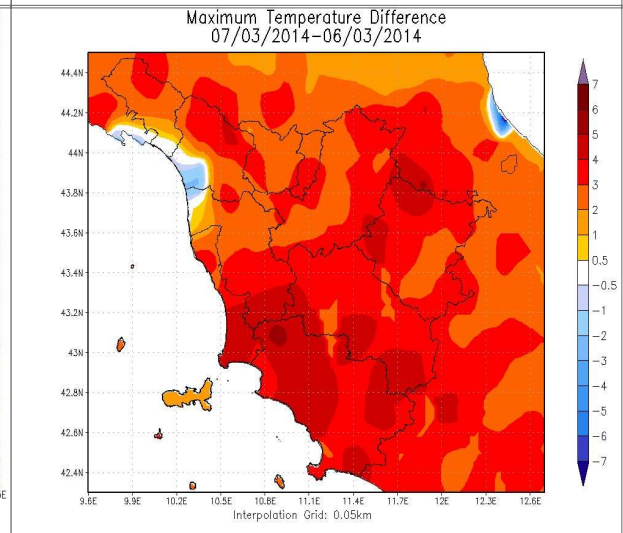 Maximum Temperature Difference
07/03/2014–06/03/2014
44.4N
44.2N
44N
43.8N
43.6N
43.4N
43.2N
43N
42.8N
42.6N
42.4N
9.6E 9.9E 10.2E 10.5E 10.8E 11.1E 11.4E 11.7E 12E 12.3E 12.6E
Interpolation Grid: 0.05km
7
6
5
4
3
2
1
0.5
−0.5
−1
−2
−3
−4
−5
−6
−7